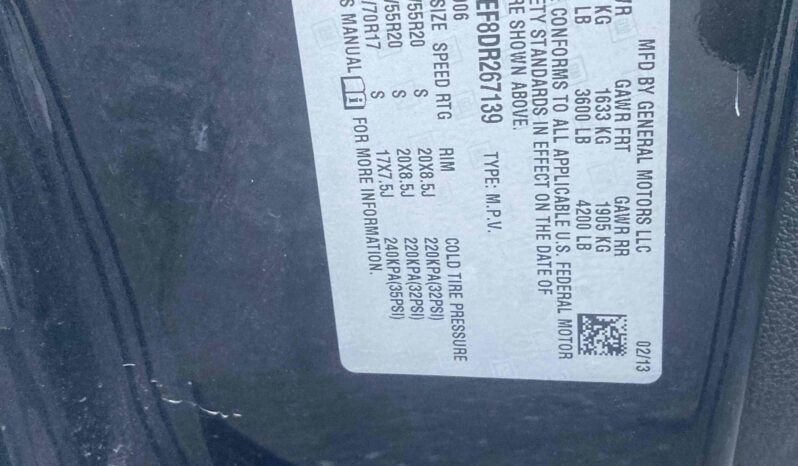 MFD BY GENERAL MOTORS LLC 02/13
GAWR FRT GAWR RR
KG 1633 KG 1905 KG
LB 3600 LB 4200 LB
CONFORMS TO ALL APPLICABLE U.S. FEDERAL MOTOR
STANDARDS IN EFFECT ON THE DATE OF
SHOWN ABOVE.
EF8DR267139 TYPE: M.P.V.
SIZE SPEED RTG RIM COLD TIRE PRESSURE
/55R20 S 20X8.5J 220KPA(32PSI)
/55R20 S 20X8.5J 220KPA(32PSI)
/70R17 S 17X7.5J 240KPA(35PSI)
MANUAL FOR MORE INFORMATION.